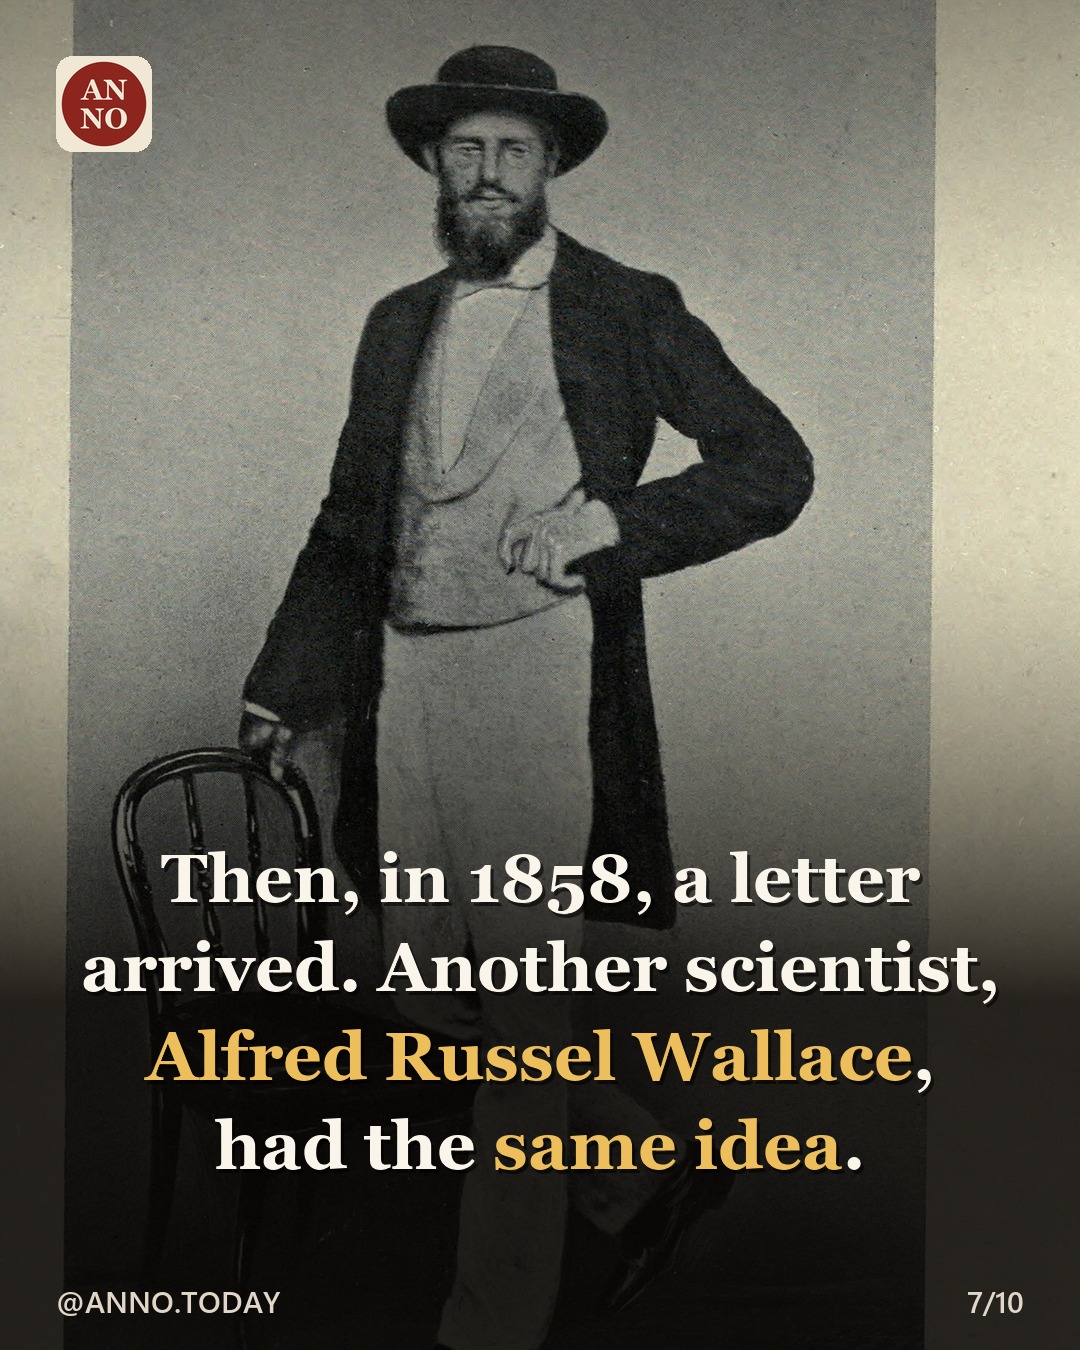 AN
NO
Then, in 1858, a letter
arrived. Another scientist,
Alfred Russel Wallace,
had the same idea.
@ANNO.TODAY
7/10